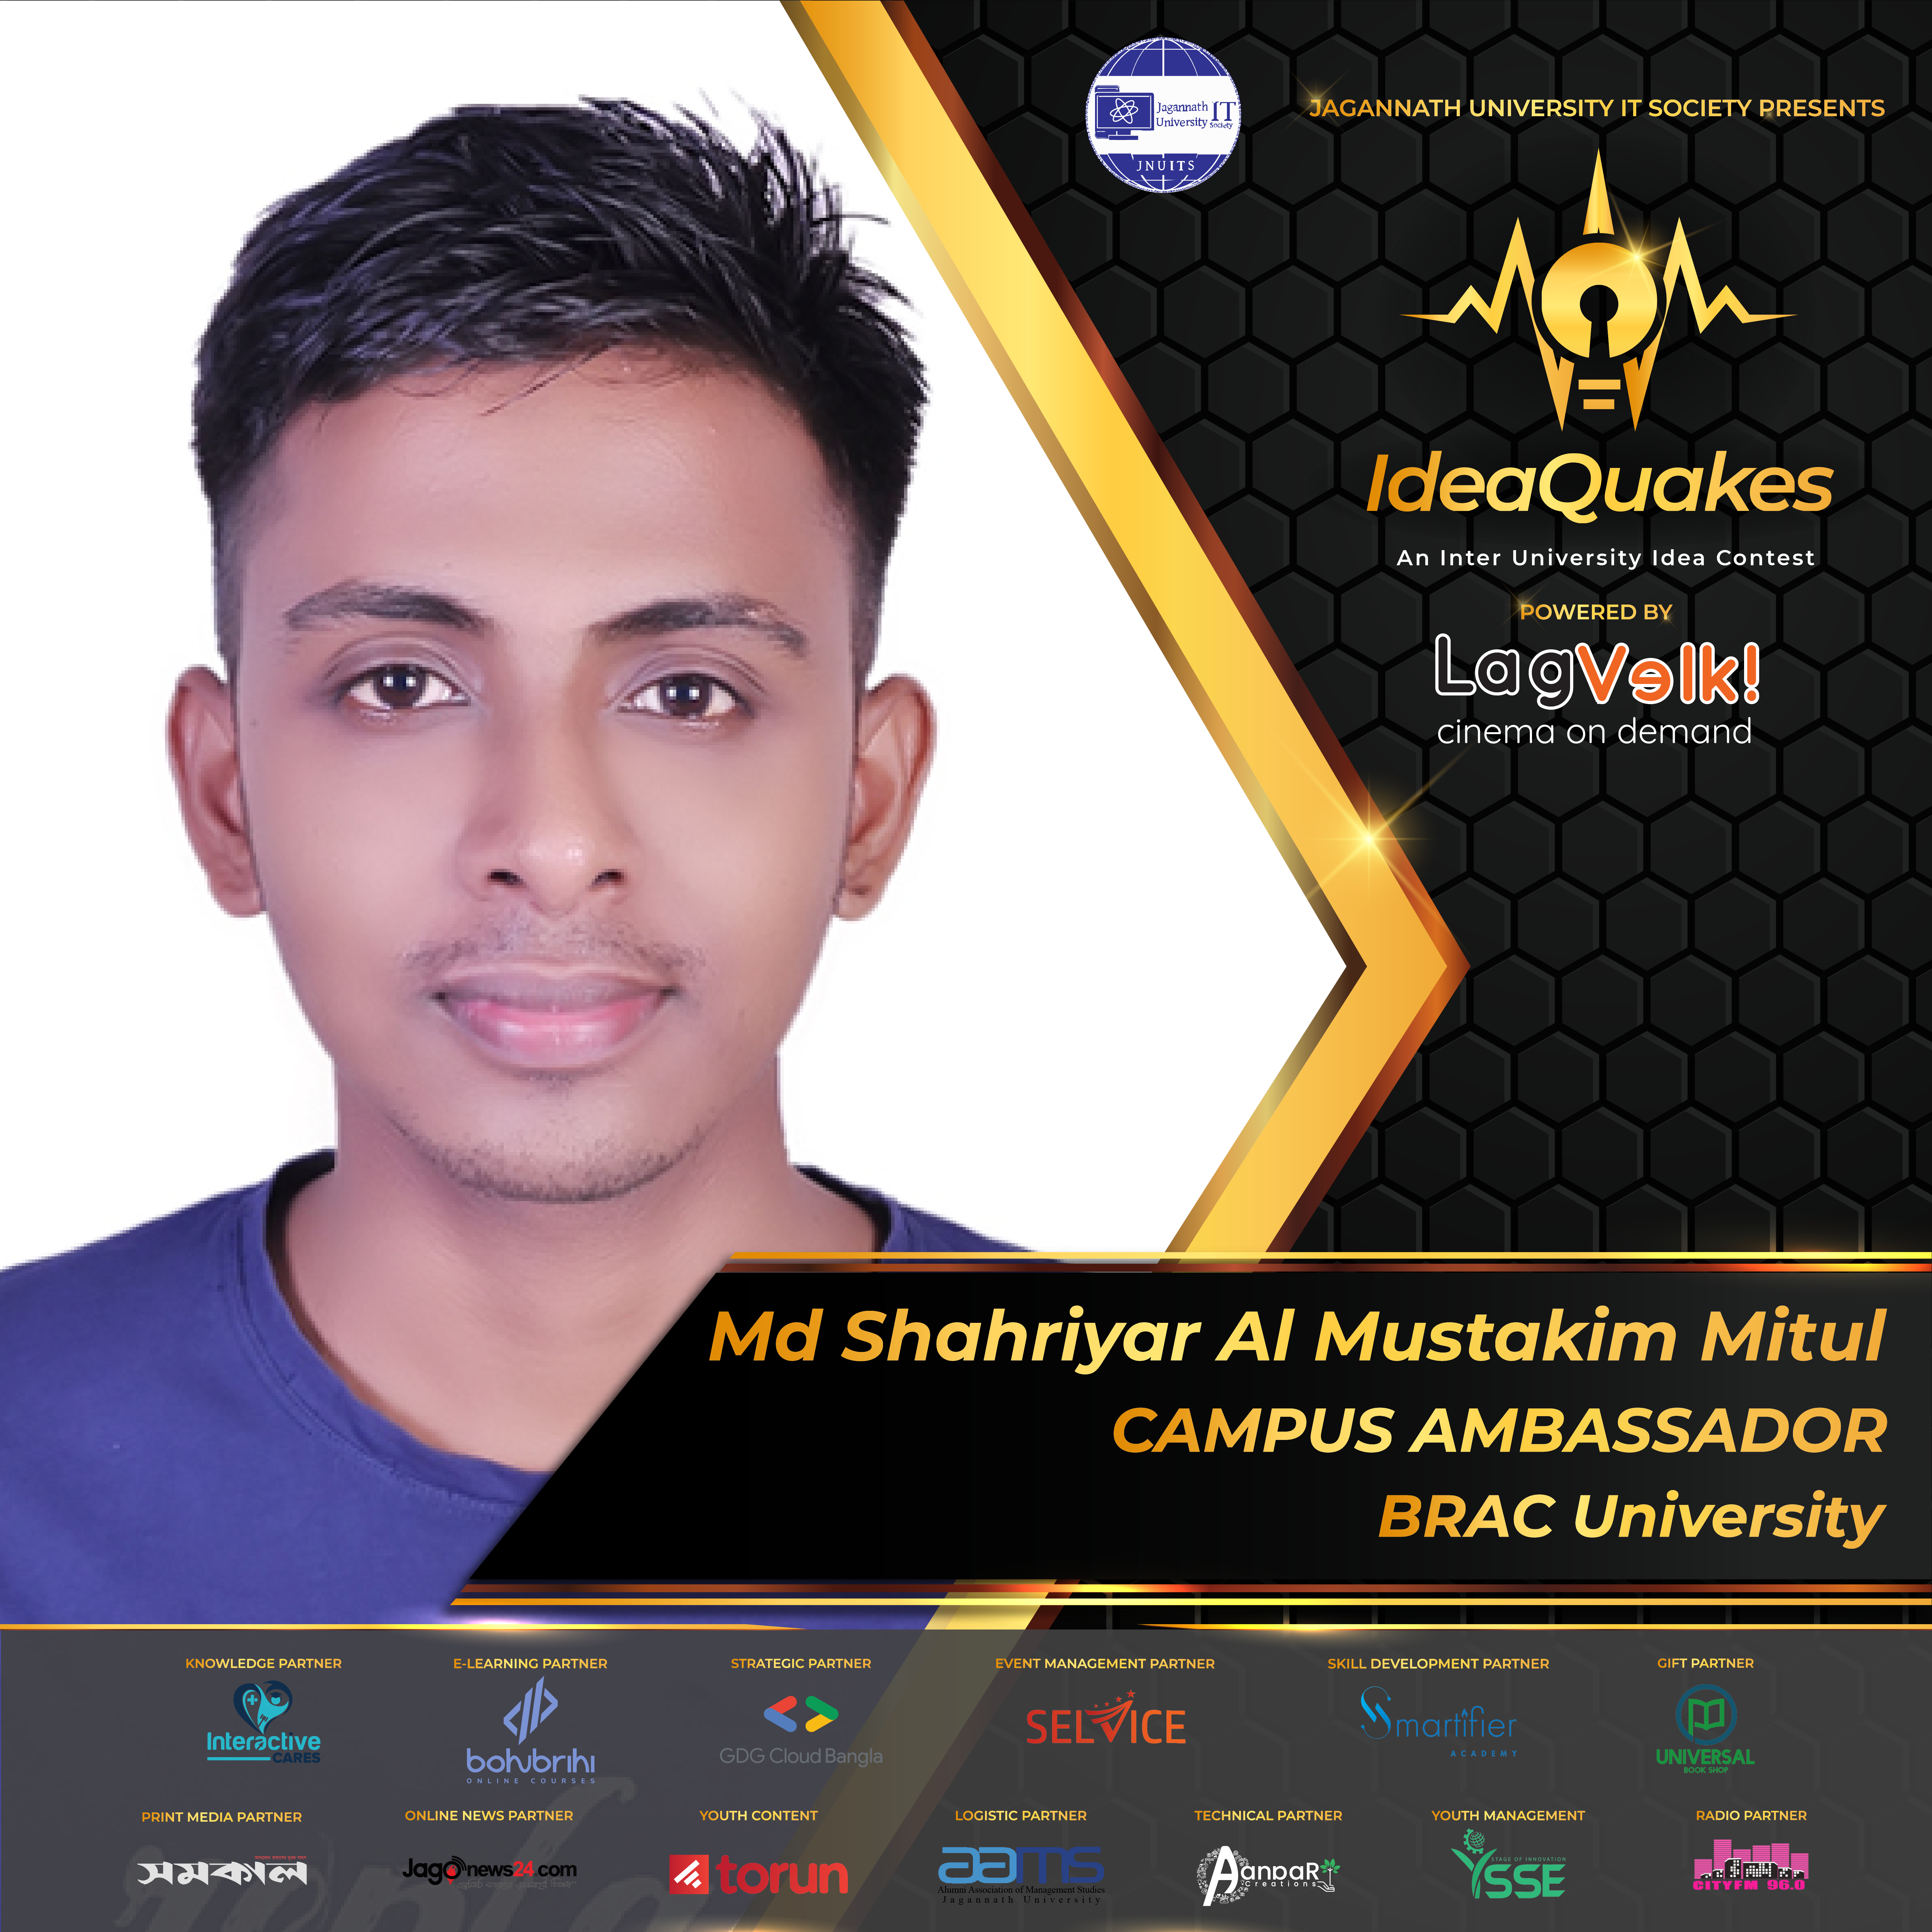 Jagannath
University IT
Society
JNUITS
JAGANNATH UNIVERSITY IT SOCIETY PRESENTS
IdeaQuakes
An Inter University Idea Contest
POWERED BY
LagVelki!
cinema on demand
Md Shahriyar Al Mustakim Mitul
CAMPUS AMBASSADOR
BRAC University
KNOWLEDGE PARTNER
Interactive
CARES
E-LEARNING PARTNER
bohubrihi
ONLINE COURSES
STRATEGIC PARTNER
GDG Cloud Bangla
EVENT MANAGEMENT PARTNER
SELVICE
SKILL DEVELOPMENT PARTNER
Smartifier
ACADEMY
GIFT PARTNER
UNIVERSAL
BOOK SHOP
PRINT MEDIA PARTNER
সমকাল
ONLINE NEWS PARTNER
Jagonews24.com
YOUTH CONTENT
torun
LOGISTIC PARTNER
aams
Alumni Association of Management Studies
Jagannath University
TECHNICAL PARTNER
AanbaR
Creations
YOUTH MANAGEMENT
STAGE OF INNOVATION
YSSE
RADIO PARTNER
CITYFM 96.0